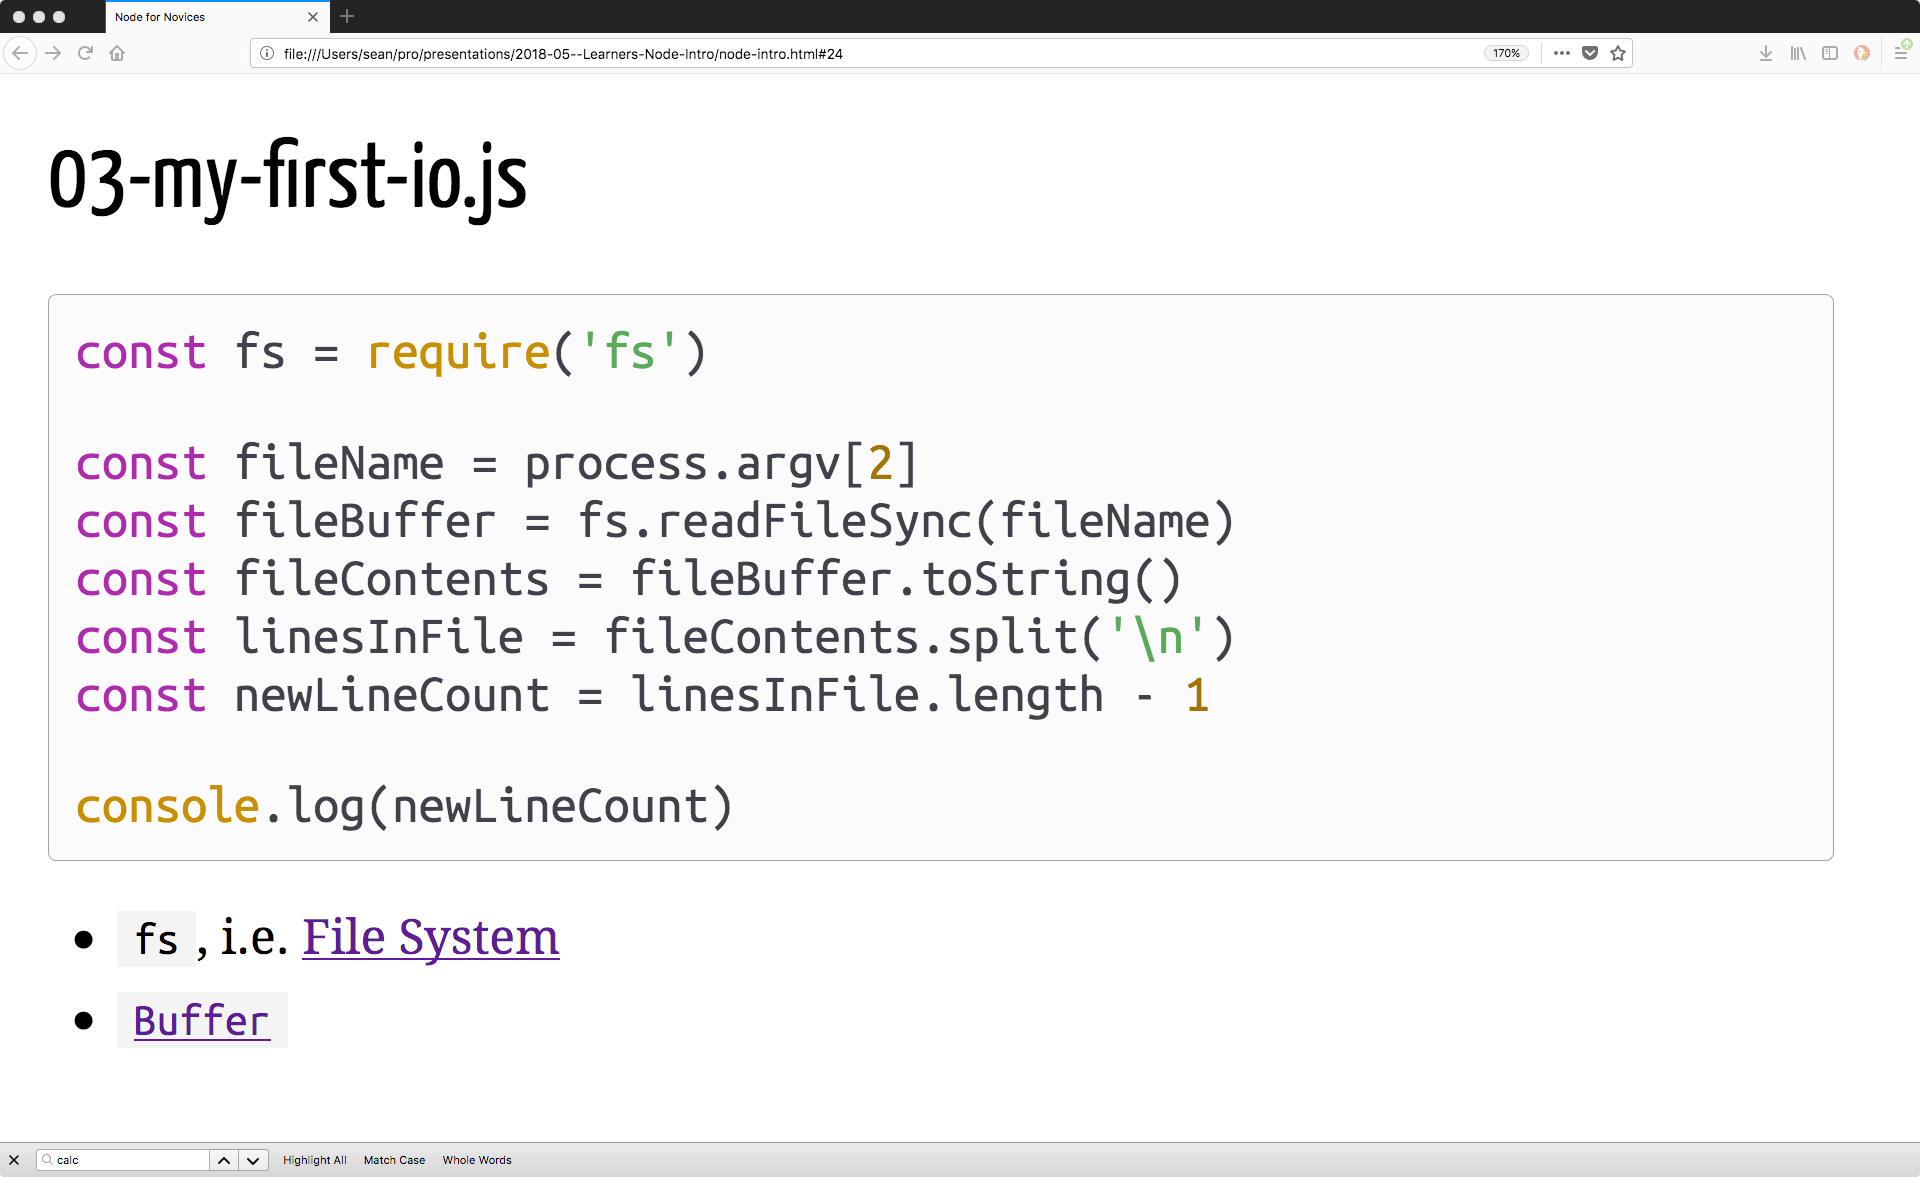 Node for Novices
file:///Users/sean/pro/presentations/2018-05--Learners-Node-Intro/node-intro.html#24
170%
03-my-first-io.js
const fs = require('fs')
const fileName = process.argv[2]
const fileBuffer = fs.readFileSync(fileName)
const fileContents = fileBuffer.toString()
const linesInFile = fileContents.split('\n')
const newLineCount = linesInFile.length - 1
console.log(newLineCount)
• fs , i.e. File System
• Buffer
calc Highlight All Match Case Whole Words